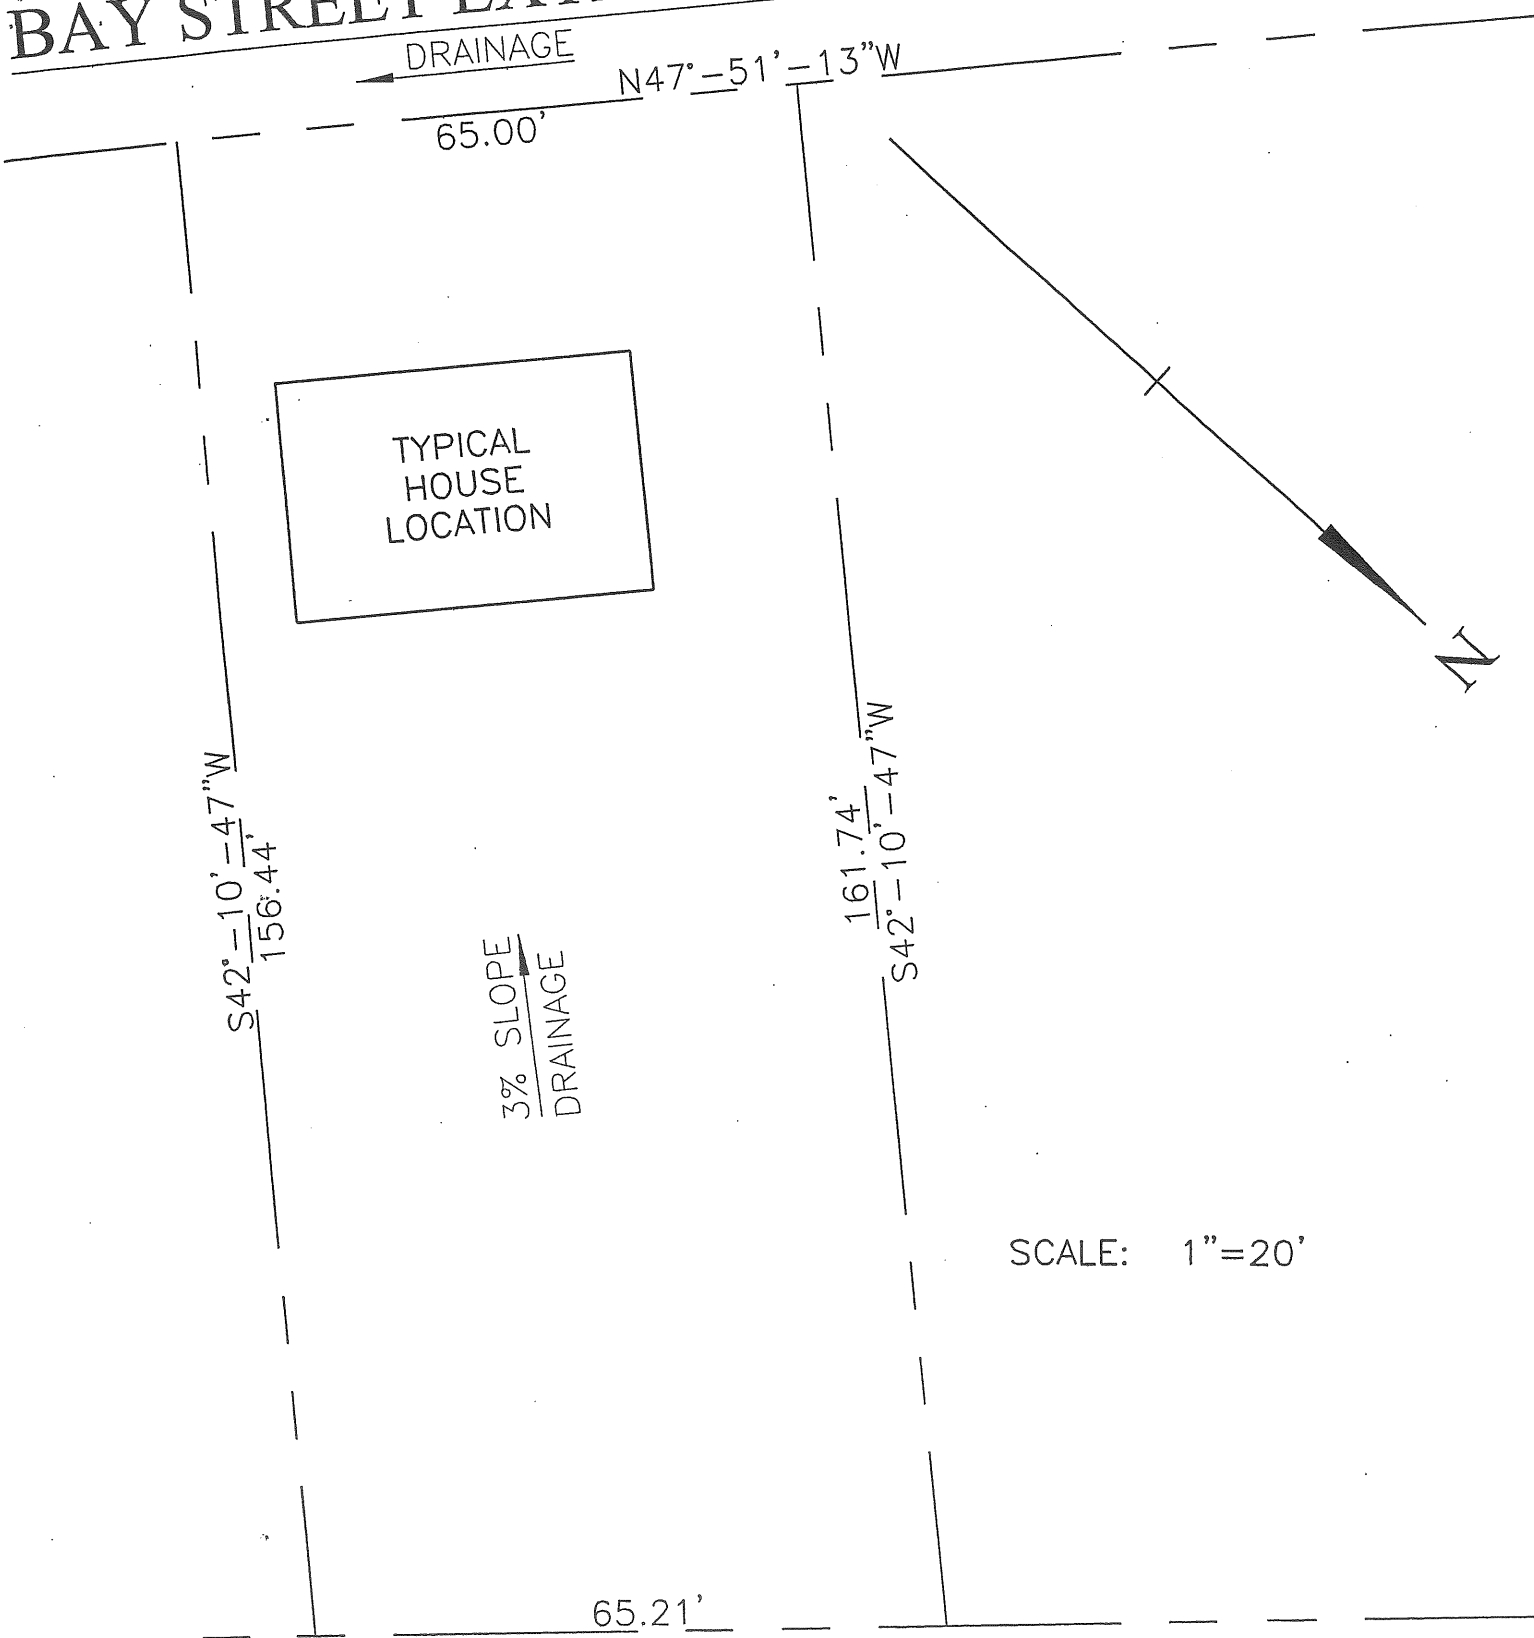 BAY STREET
DRAINAGE
N47°-51'-13"W
65.00'
TYPICAL
HOUSE
LOCATION
N
S42°-10'-47"W
156.44'
161.74'
S42°-10'-47"W
3% SLOPE
DRAINAGE
SCALE: 1"=20'
65.21'